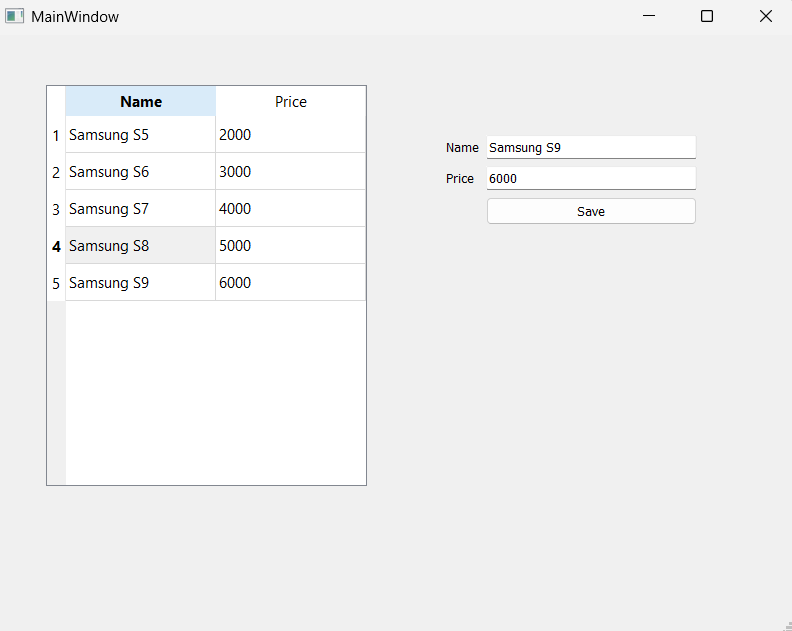 MainWindow
Name Price
1 Samsung S5 2000
2 Samsung S6 3000
3 Samsung S7 4000
4 Samsung S8 5000
5 Samsung S9 6000
Name Samsung S9
Price 6000
Save